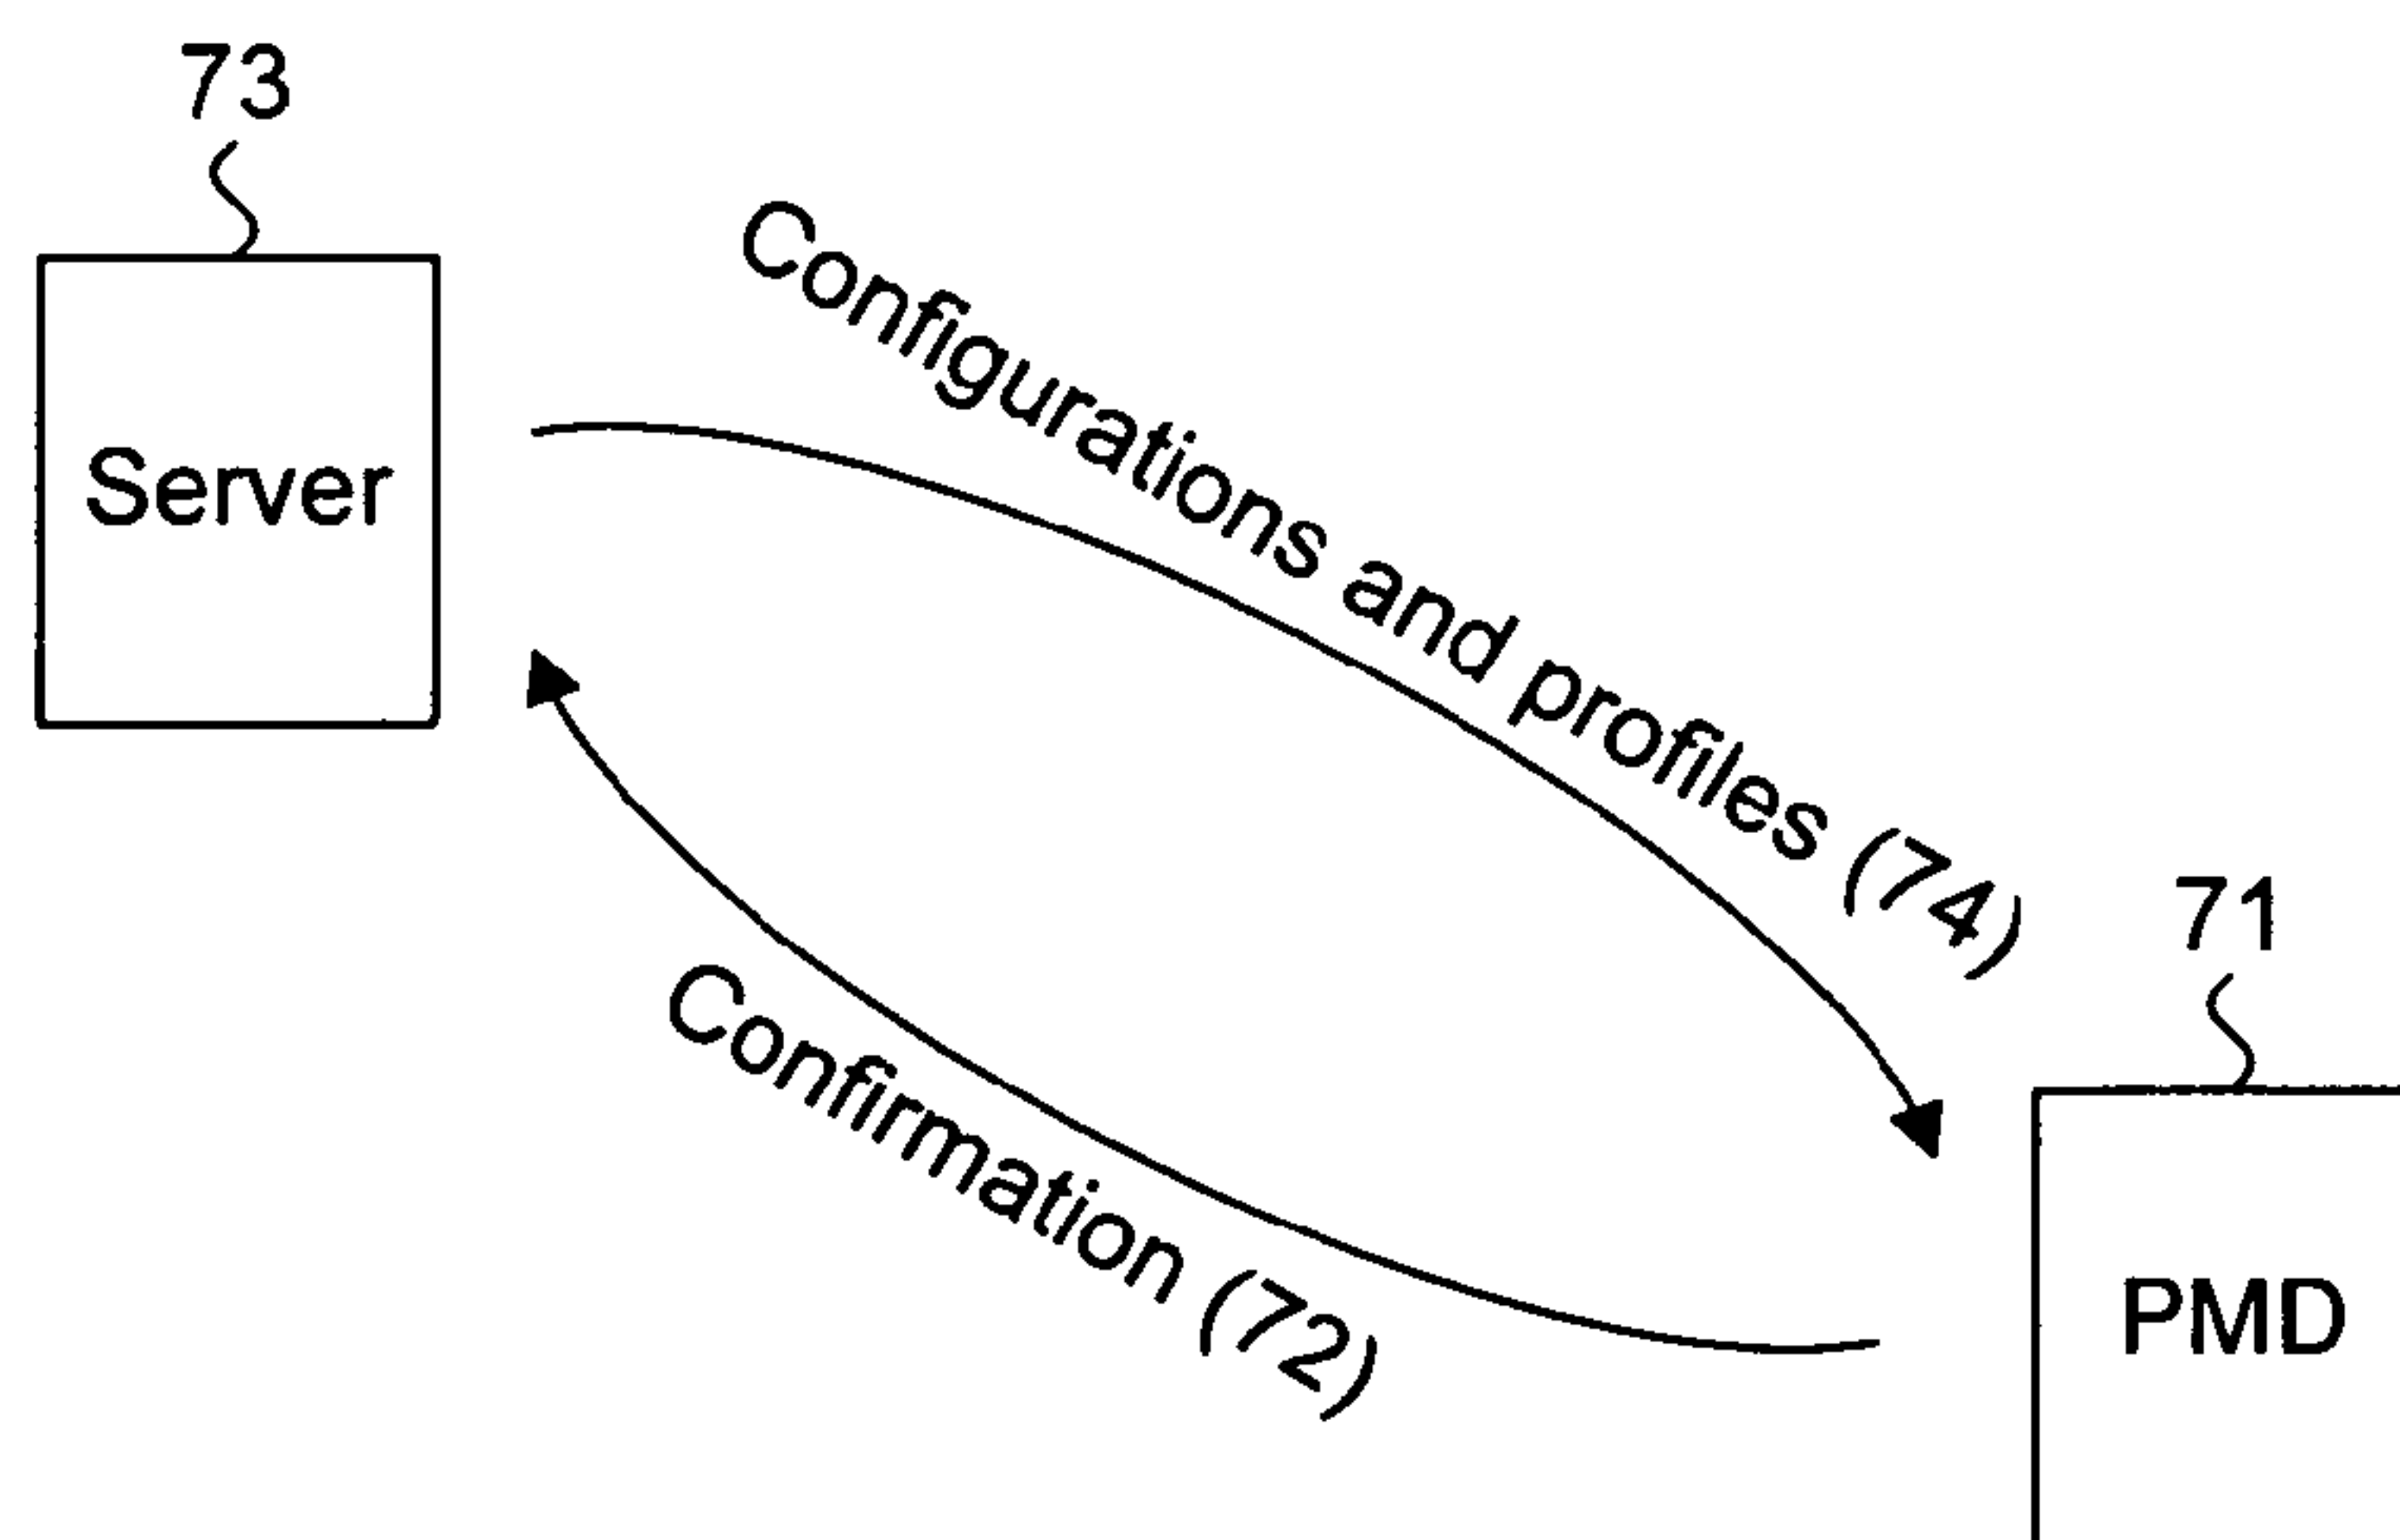 73
Server
Configurations and profiles (74)
Confirmation (72)
71
PMD